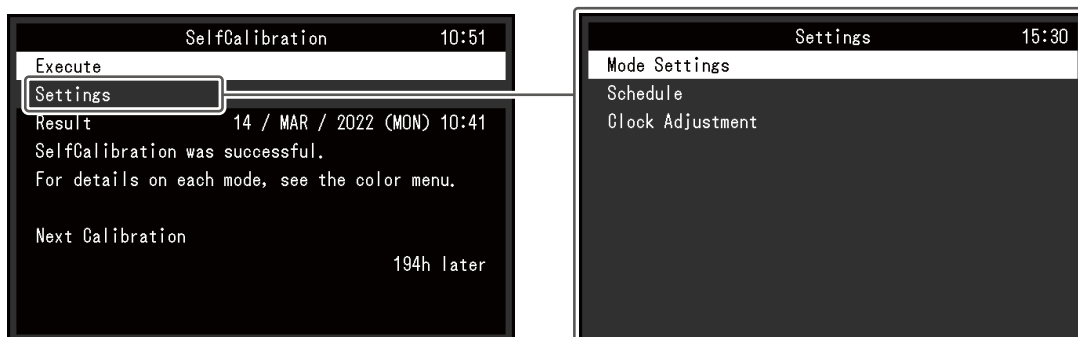 SelfCalibration 10:51
Execute
Settings
Result 14 / MAR / 2022 (MON) 10:41
SelfCalibration was successful.
For details on each mode, see the color menu.
Next Calibration
194h later
Settings 15:30
Mode Settings
Schedule
Clock Adjustment